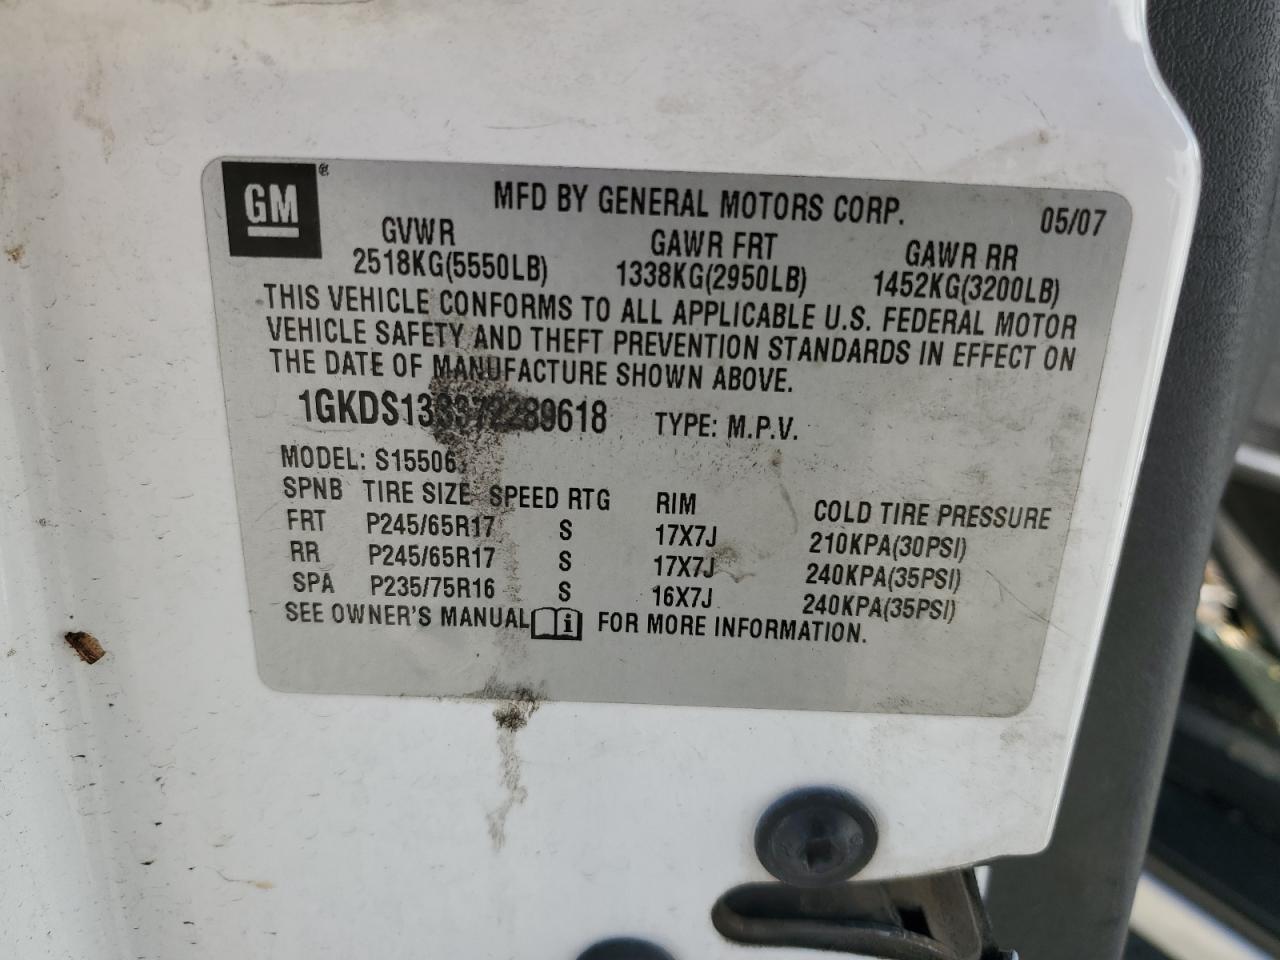 GM ®
MFD BY GENERAL MOTORS CORP. 05/07
GVWR GAWR FRT GAWR RR
2518KG(5550LB) 1338KG(2950LB) 1452KG(3200LB)
THIS VEHICLE CONFORMS TO ALL APPLICABLE U.S. FEDERAL MOTOR
VEHICLE SAFETY AND THEFT PREVENTION STANDARDS IN EFFECT ON
THE DATE OF MANUFACTURE SHOWN ABOVE.
1GKDS13S372289618 TYPE: M.P.V.
MODEL: S15506
SPNB TIRE SIZE SPEED RTG RIM COLD TIRE PRESSURE
FRT P245/65R17 S 17X7J 210KPA(30PSI)
RR P245/65R17 S 17X7J 240KPA(35PSI)
SPA P235/75R16 S 16X7J 240KPA(35PSI)
SEE OWNER'S MANUAL i FOR MORE INFORMATION.